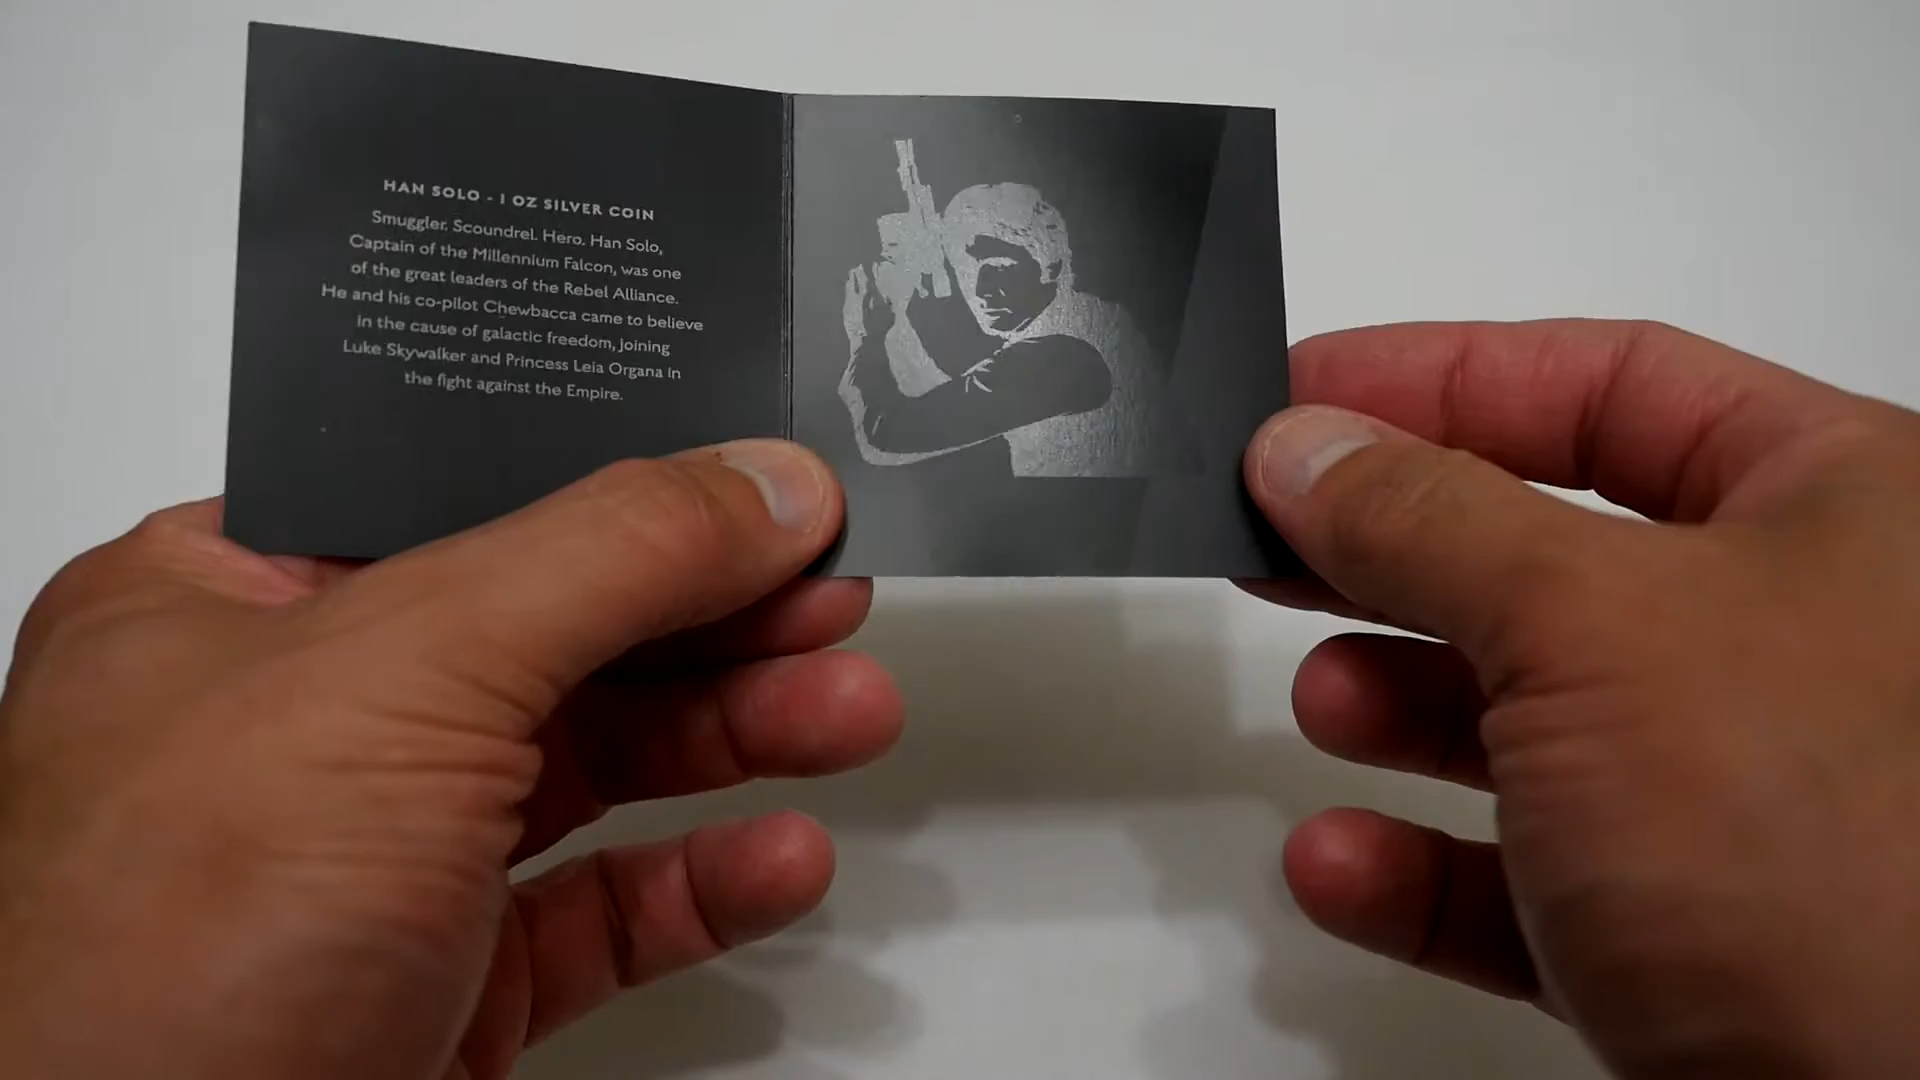 HAN SOLO - 1 OZ SILVER COIN
Smuggler. Scoundrel. Hero. Han Solo,
Captain of the Millennium Falcon, was one
of the great leaders of the Rebel Alliance.
He and his co-pilot Chewbacca came to believe
in the cause of galactic freedom, joining
Luke Skywalker and Princess Leia Organa in
the fight against the Empire.